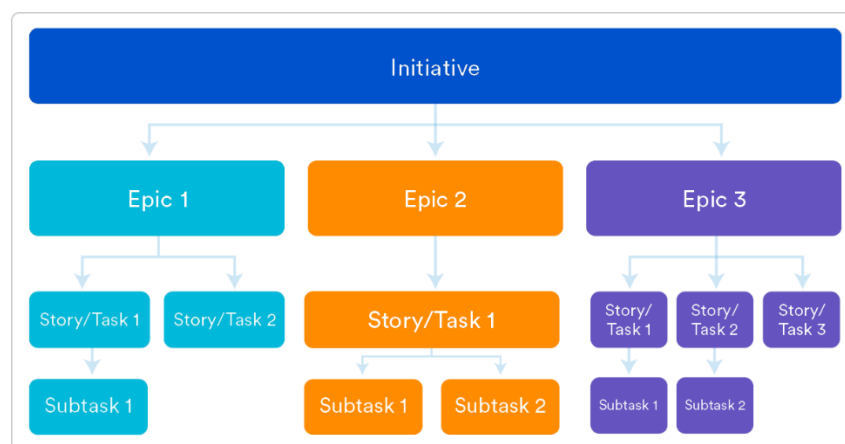 Initiative
Epic 1
Epic 2
Epic 3
Story/Task 1
Story/Task 2
Story/Task 1
Story/
Task 1
Story/
Task 2
Story/
Task 3
Subtask 1
Subtask 1
Subtask 2
Subtask 1
Subtask 2